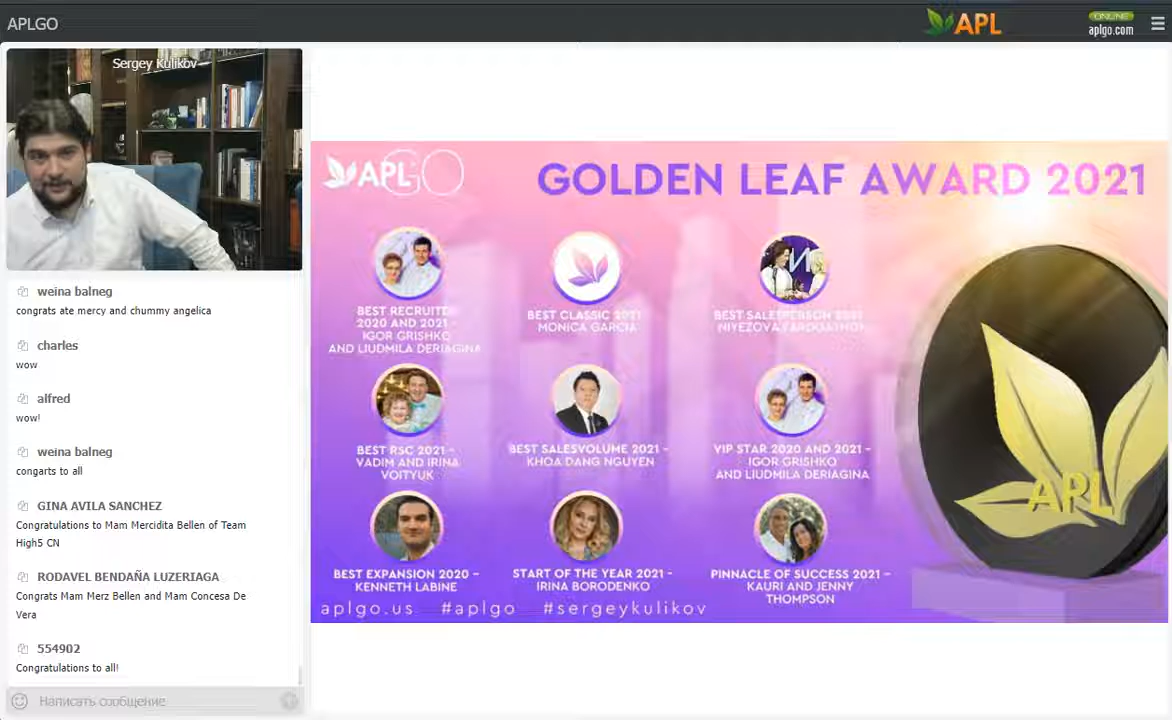 APLGO
APL
ONLINE
aplgo.com
Sergey Kulikov
weina balneg
congrats ate mercy and chummy angelica
charles
wow
alfred
wow!
weina balneg
congarts to all
GINA AVILA SANCHEZ
Congratulations to Mam Mercidita Bellen of Team
High5 CN
RODAVEL BENDAÑA LUZERIAGA
Congrats Mam Merz Bellen and Mam Concesa De
Vera
554902
Congratulations to all!
Написать сообщение
APLGO
GOLDEN LEAF AWARD 2021
BEST RECRUITER
2020 AND 2021 -
IGOR GRISHKO
AND LIUDMILA DERIAGINA
BEST CLASSIC 2021
MONICA GARCIA
BEST SALESPERSON 2021
NIYEZOVA
BEST RSC 2021 -
VADIM AND IRINA
VOITYUK
BEST SALESVOLUME 2021 -
KHOA DANG NGUYEN
VIP STAR 2020 AND 2021 -
IGOR GRISHKO
AND LIUDMILA DERIAGINA
BEST EXPANSION 2020 -
KENNETH LABINE
START OF THE YEAR 2021 -
IRINA BORODENKO
PINNACLE OF SUCCESS 2021 -
KAURI AND JENNY
THOMPSON
APL
aplgo.us #aplgo #sergeykulikov